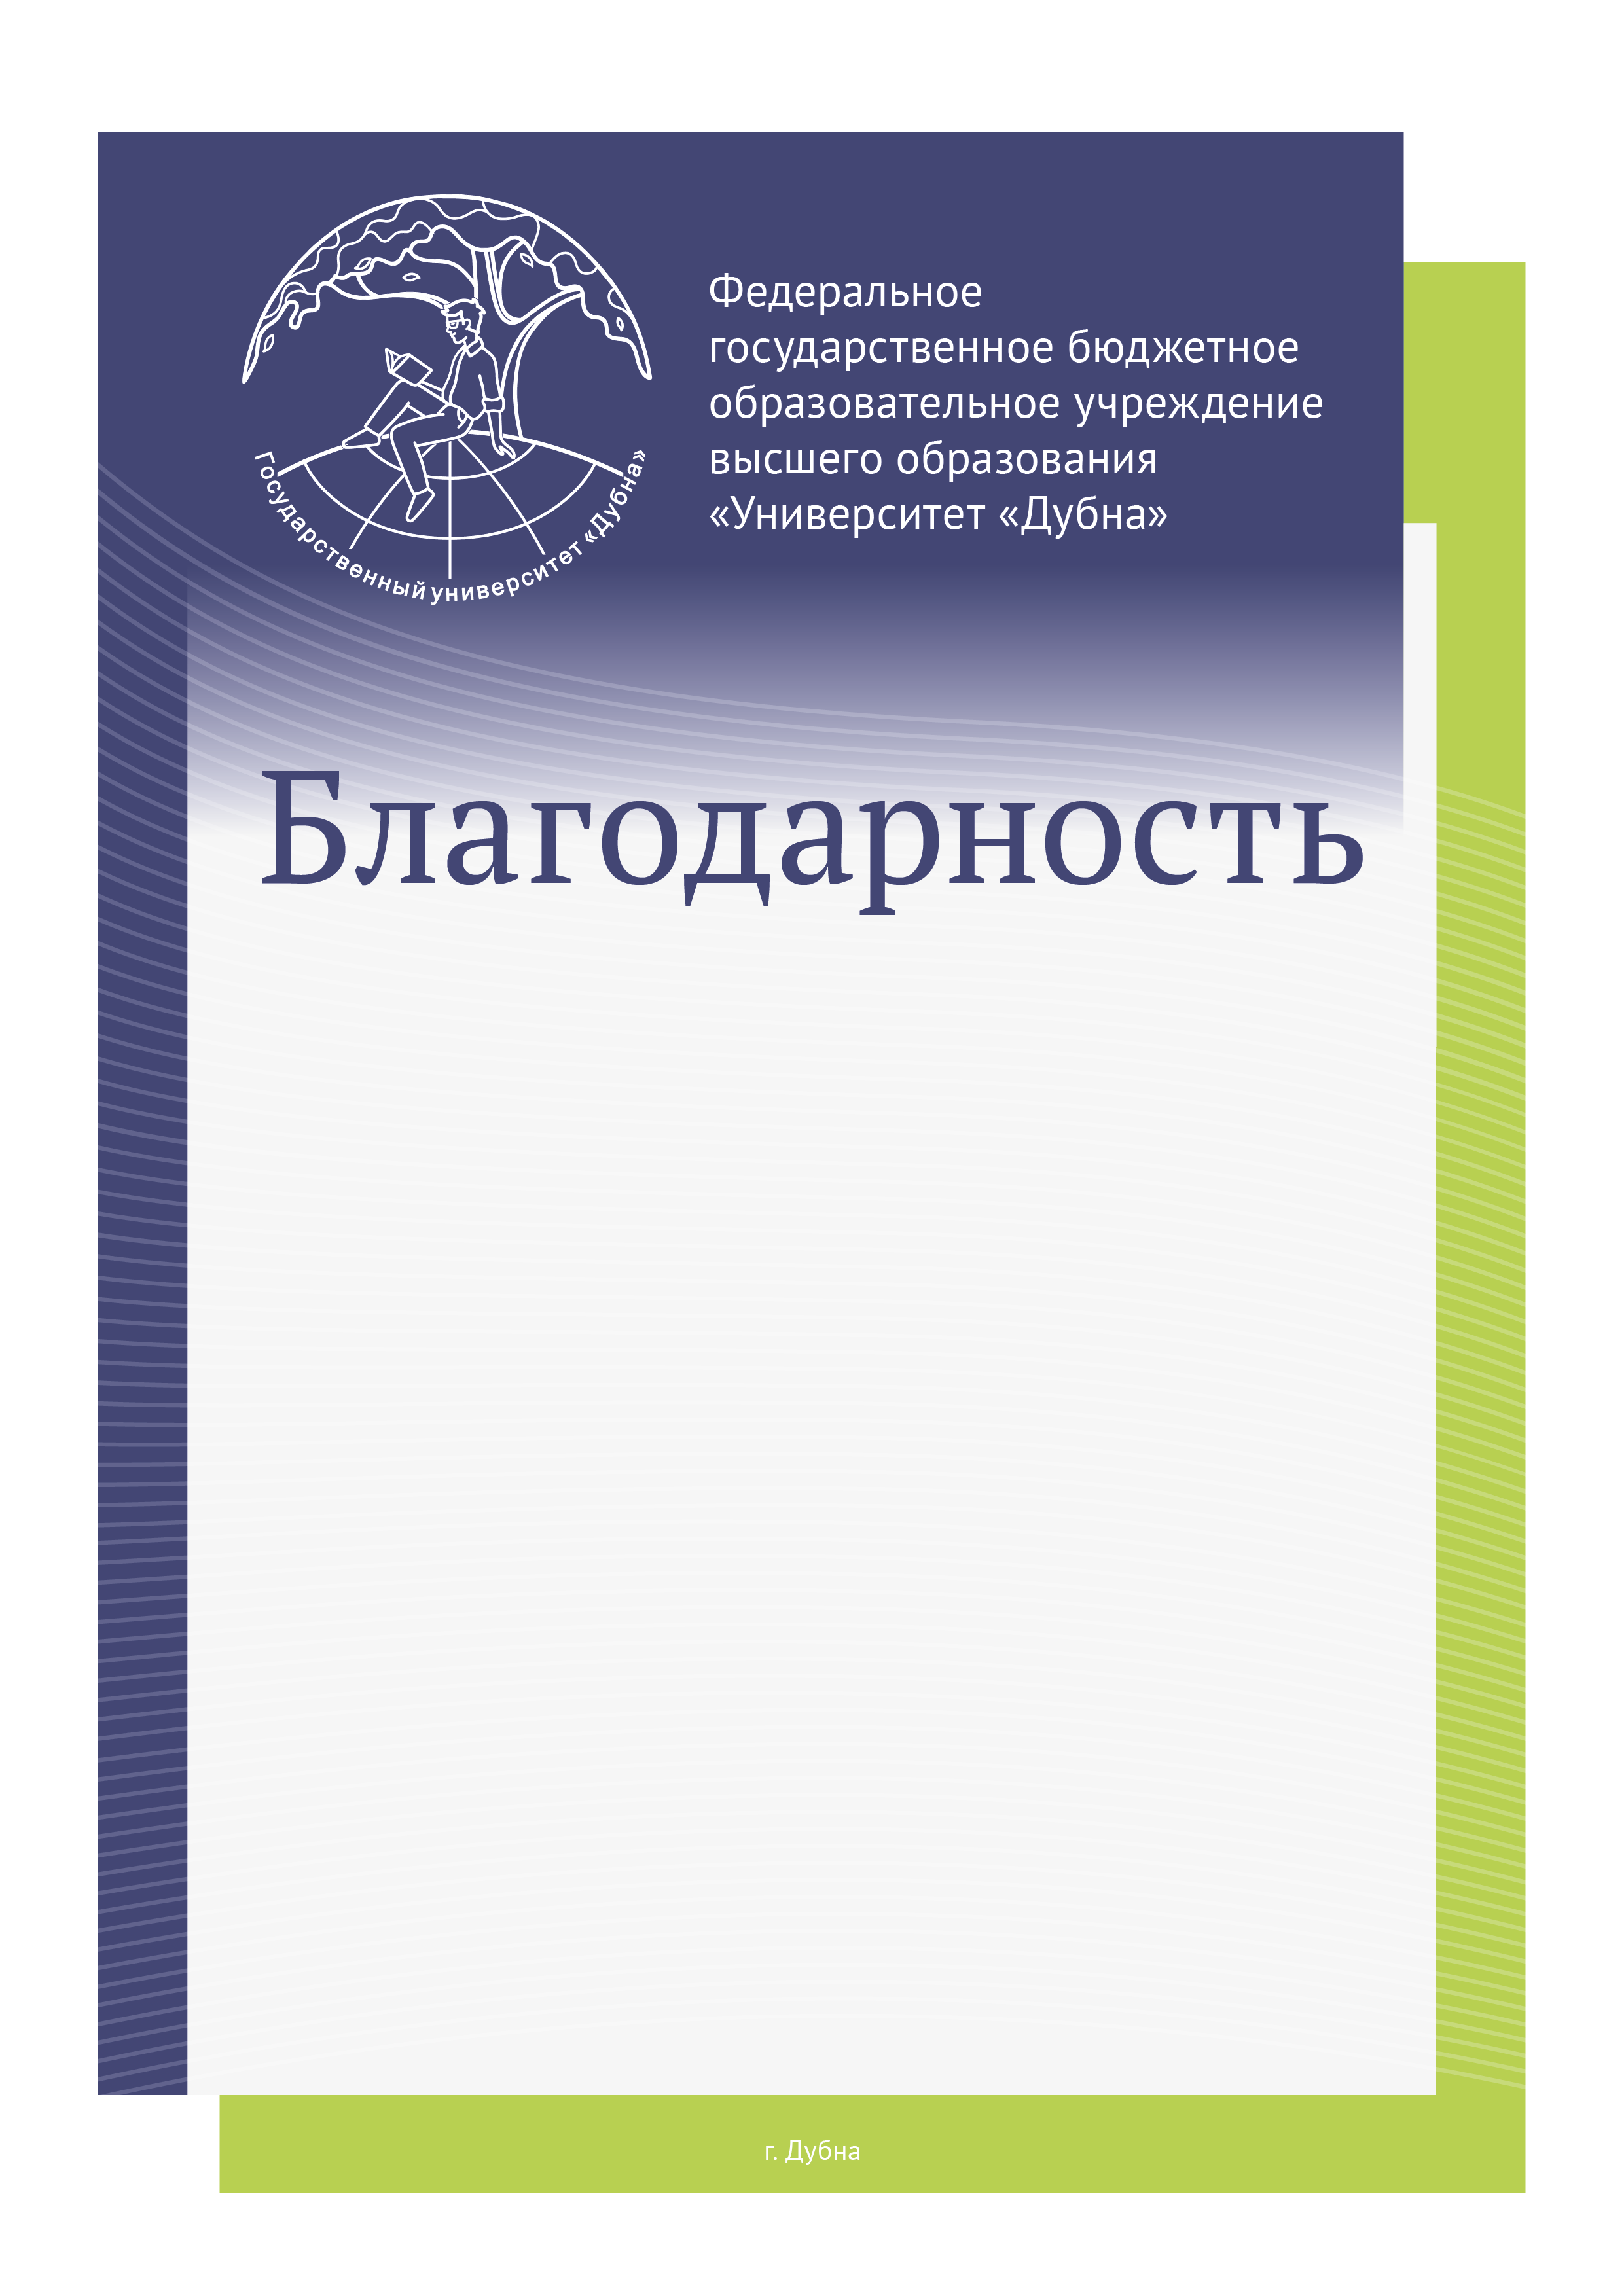 Государственный университет «Дубна»
Федеральное
государственное бюджетное
образовательное учреждение
высшего образования
«Университет «Дубна»
Благодарность
г. Дубна